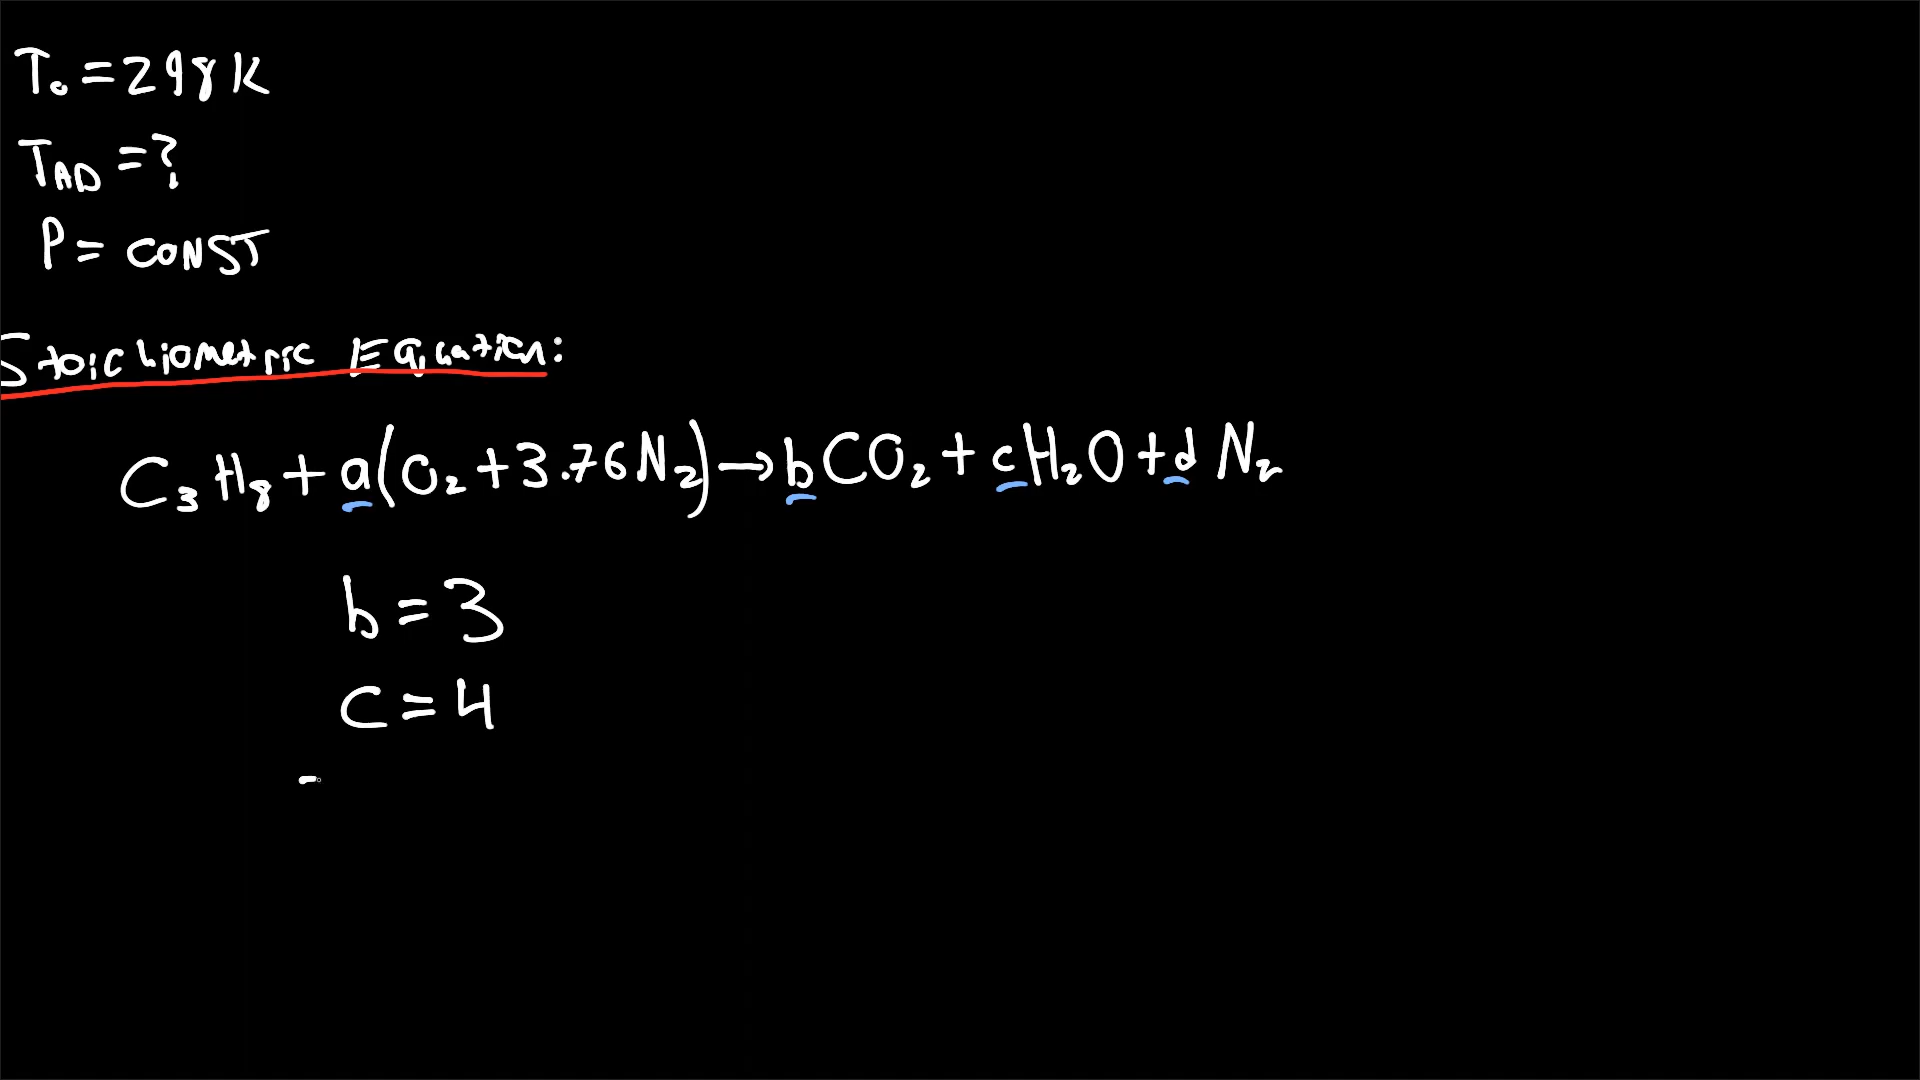 T₀ = 298 K
T_AD = ?
P = CONST
Stoichiometric Equation:
C₃H₈ + a(O₂ + 3.76N₂) → bCO₂ + cH₂O + dN₂
b = 3
c = 4